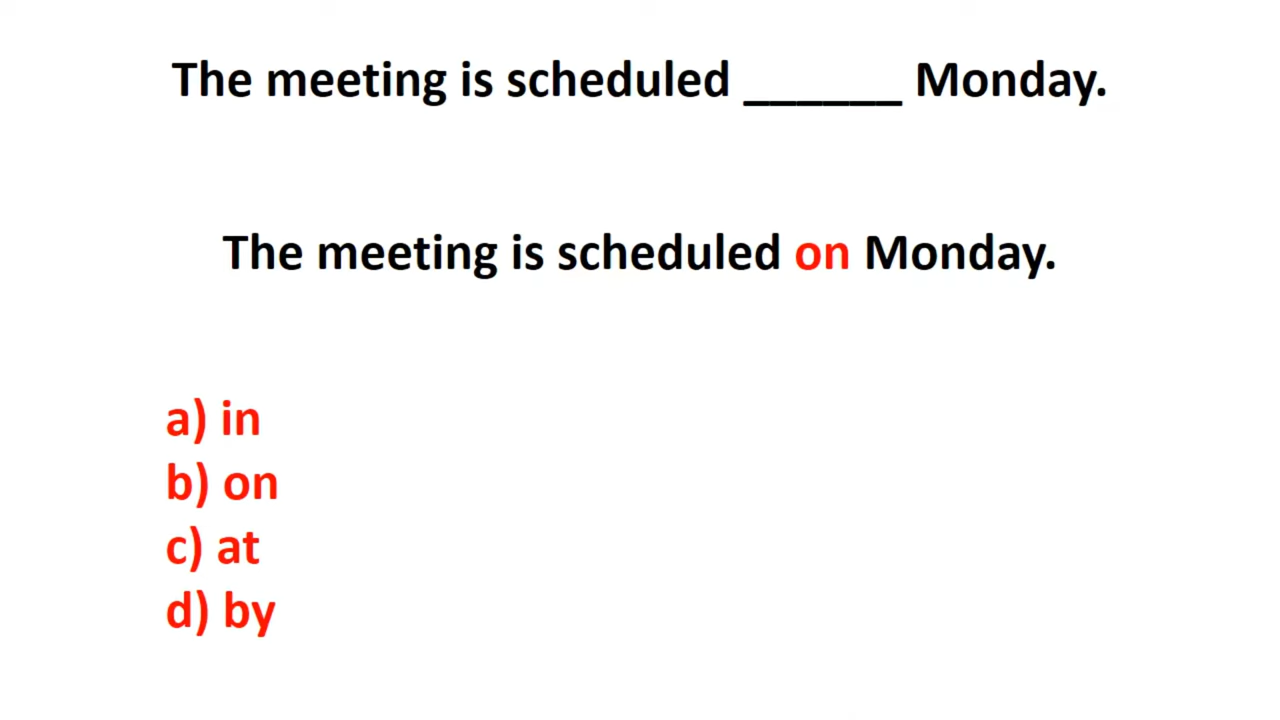 The meeting is scheduled ______ Monday.
The meeting is scheduled on Monday.
a) in
b) on
c) at
d) by